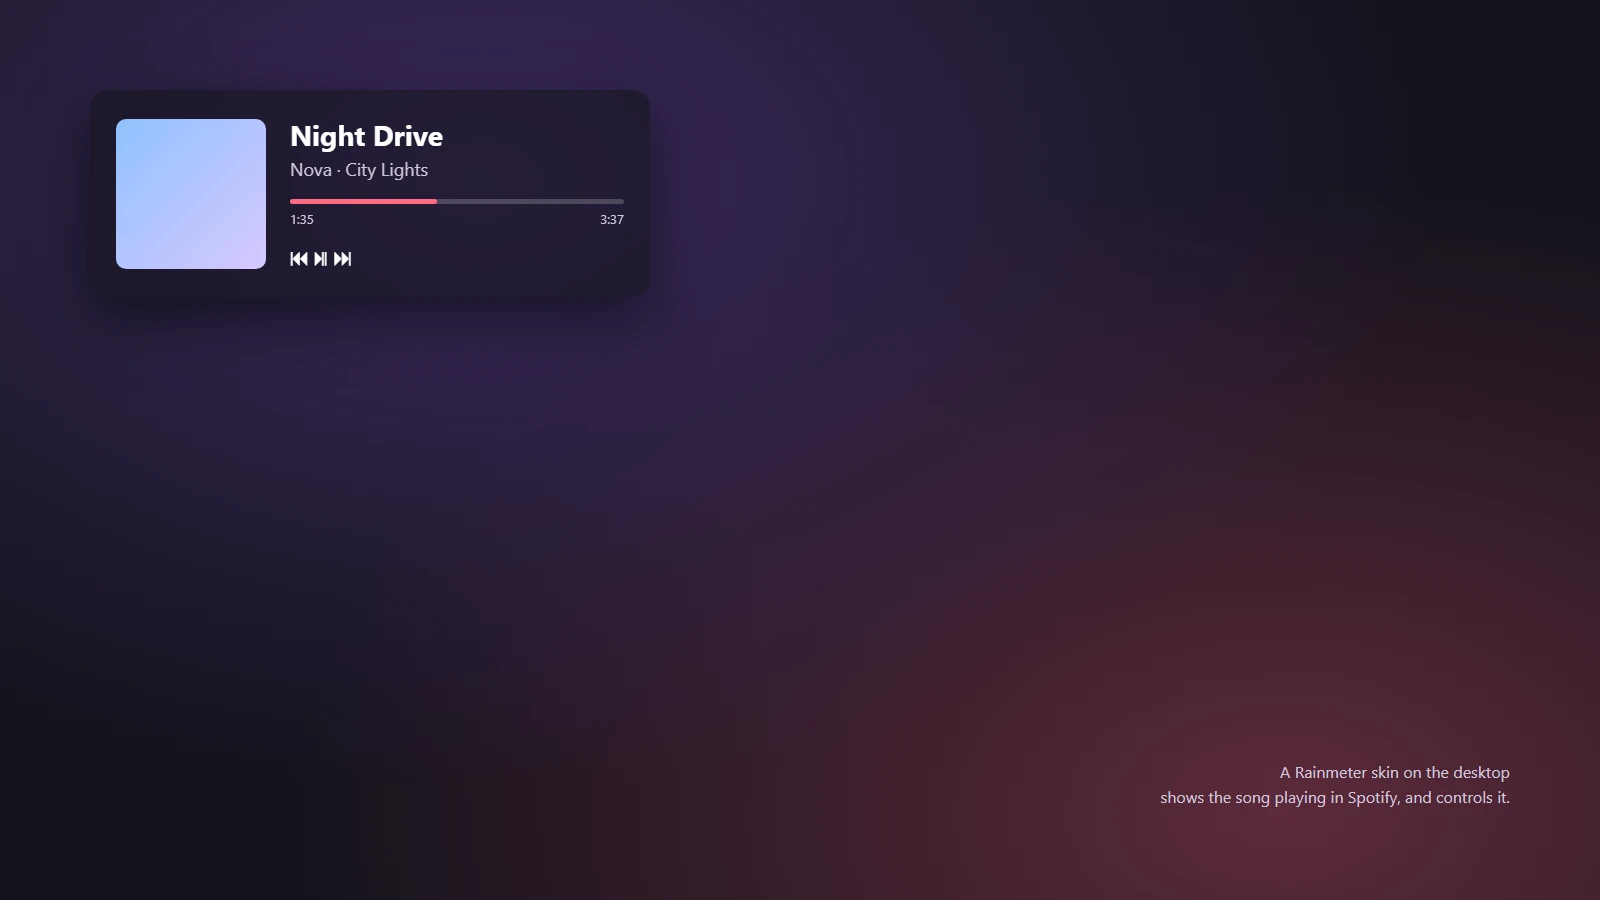 Night Drive
Nova · City Lights
1:35 3:37
A Rainmeter skin on the desktop
shows the song playing in Spotify, and controls it.